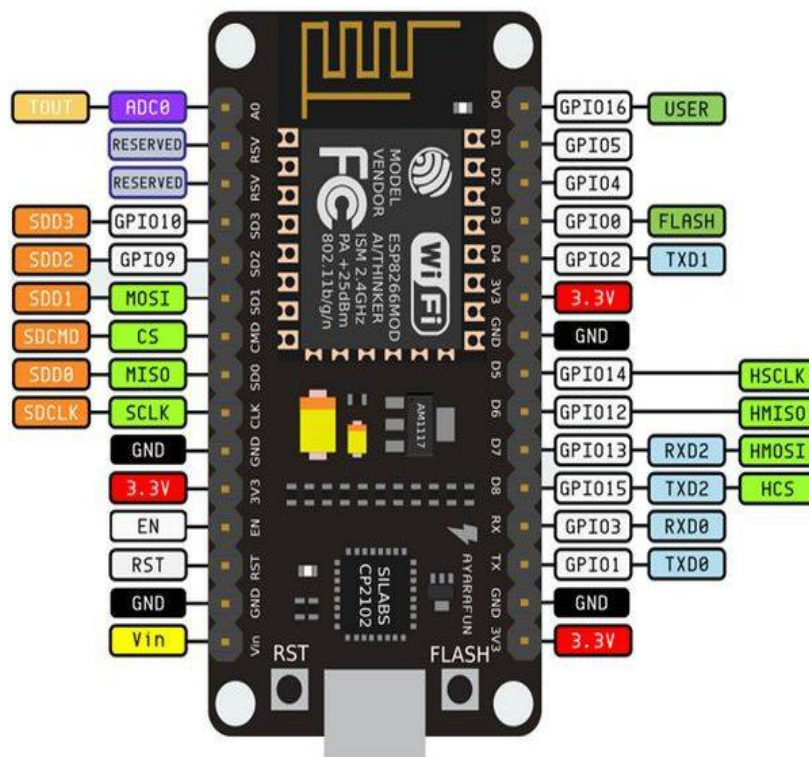 TOUT ADC0 A0 D0 GPIO16 USER
RESERVED RSV D1 GPIO5
RESERVED RSV D2 GPIO4
SDD3 GPIO10 SD3 D3 GPIO0 FLASH
SDD2 GPIO9 SD2 D4 GPIO2 TXD1
SDD1 MOSI SD1 3V3 3.3V
SDCMD CS CMD GND GND
SDD0 MISO SD0 D5 GPIO14 HSCLK
SDCLK SCLK CLK D6 GPIO12 HMISO
GND GND D7 GPIO13 RXD2 HMOSI
3.3V 3V3 D8 GPIO15 TXD2 HCS
EN EN RX GPIO3 RXD0
RST RST TX GPIO1 TXD0
GND GND GND GND
Vin Vin 3V3 3.3V
MODEL ESP8266MOD
VENDOR AI/THINKER
ISM 2.4GHz
PA +25dBm
802.11b/g/n
FC
WiFi
AM1117
SILABS
CP2102
AYARAFUN
RST
FLASH